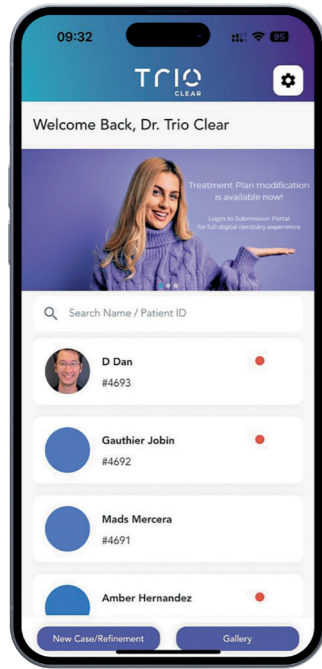 09:32
95
TRIO
CLEAR
Welcome Back, Dr. Trio Clear
Treatment Plan modification
is available now!
Login to Submission Portal
for full digital dentistry experience
Search Name / Patient ID
D Dan
#4693
Gauthier Jobin
#4692
Mads Mercera
#4691
Amber Hernandez
New Case/Refinement
Gallery